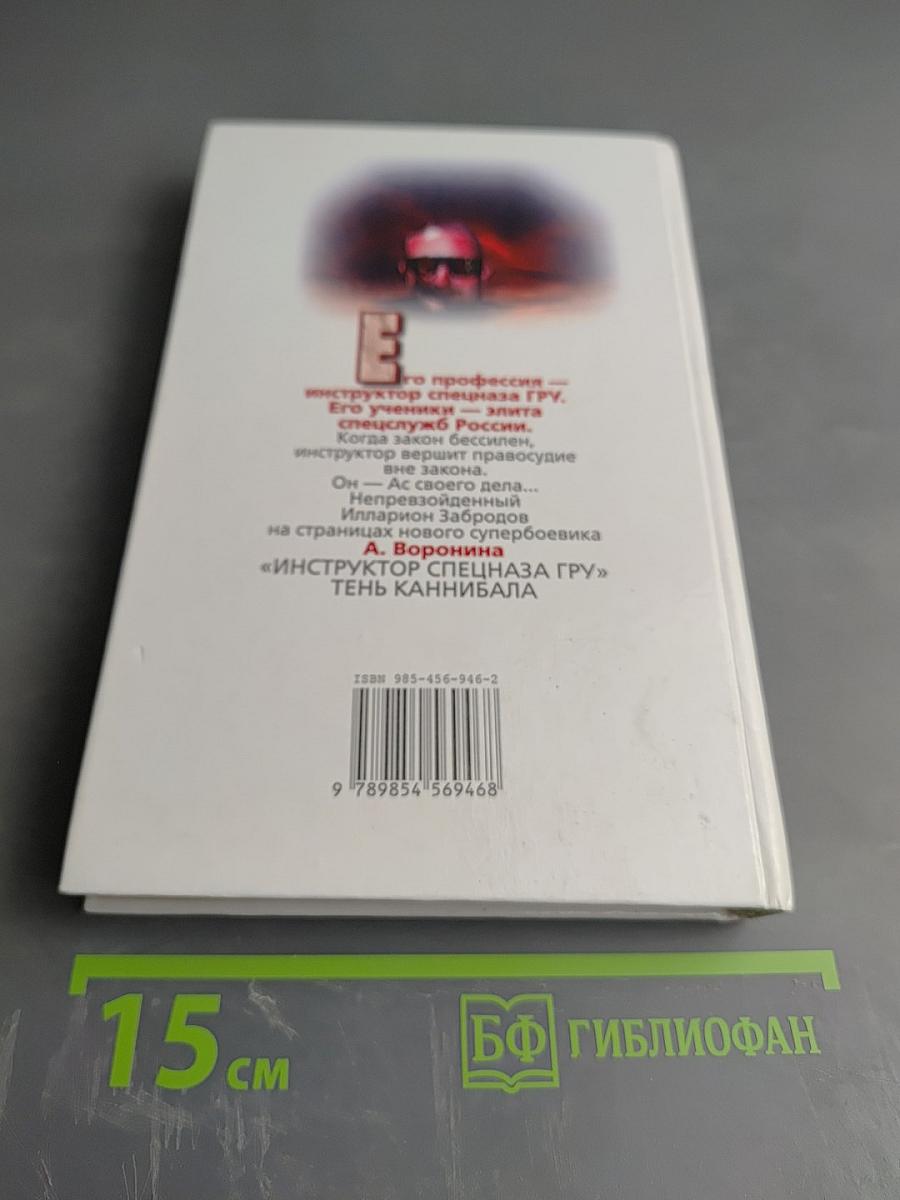 Его профессия —
инструктор спецназа ГРУ.
Его ученики — элита
спецслужб России.
Когда закон бессилен,
инструктор вершит правосудие
вне закона.
Он — Ас своего дела...
Непревзойденный
Илларион Забродов
на страницах нового супербоевика
А. Воронина
«ИНСТРУКТОР СПЕЦНАЗА ГРУ»
ТЕНЬ КАННИБАЛА
ISBN 985-456-946-2
9 789854 569468
15 см
БФ ГИБЛИОФАН